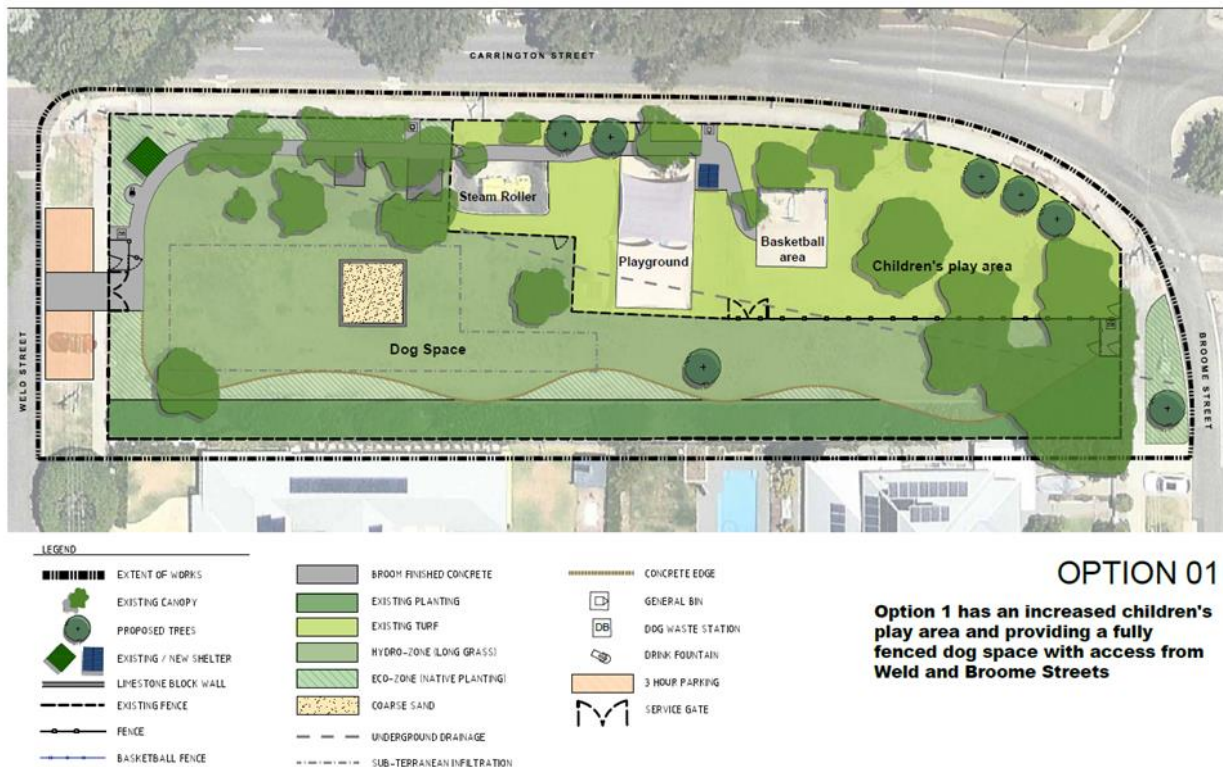 CARRINGTON STREET
WELD STREET
BROOME STREET
Steam Roller
Playground
Basketball
area
Children's play area
Dog Space
DB
DB
LEGEND
EXTENT OF WORKS
EXISTING CANOPY
PROPOSED TREES
EXISTING / NEW SHELTER
LIMESTONE BLOCK WALL
EXISTING FENCE
FENCE
BASKETBALL FENCE
BROOM FINISHED CONCRETE
EXISTING PLANTING
EXISTING TURF
HYDRO-ZONE (LONG GRASS)
ECO-ZONE (NATIVE PLANTING)
COARSE SAND
UNDERGROUND DRAINAGE
SUB-TERRANEAN INFILTRATION
CONCRETE EDGE
GENERAL BIN
DB
DOG WASTE STATION
DRINK FOUNTAIN
3 HOUR PARKING
SERVICE GATE
OPTION 01
Option 1 has an increased children's
play area and providing a fully
fenced dog space with access from
Weld and Broome Streets